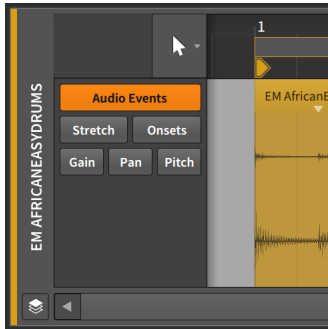 1
EM AFRICANEASYDRUMS
Audio Events
EM AfricanE
Stretch Onsets
Gain Pan Pitch